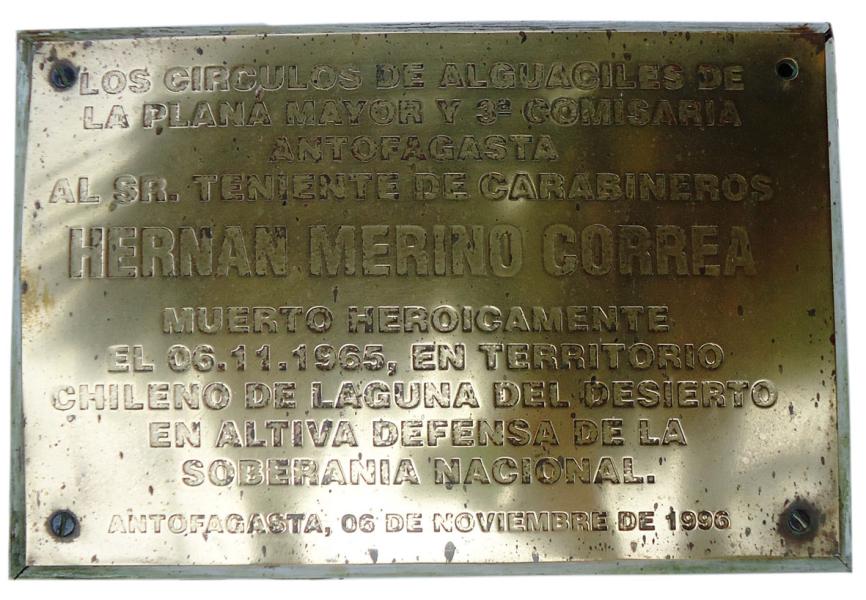 LOS CIRCULOS DE ALGUACILES DE
LA PLANA MAYOR Y 3ª COMISARIA
ANTOFAGASTA
AL SR. TENIENTE DE CARABINEROS
HERNAN MERINO CORREA
MUERTO HEROICAMENTE
EL 06.11.1965, EN TERRITORIO
CHILENO DE LAGUNA DEL DESIERTO
EN ALTIVA DEFENSA DE LA
SOBERANIA NACIONAL.
ANTOFAGASTA, 06 DE NOVIEMBRE DE 1996